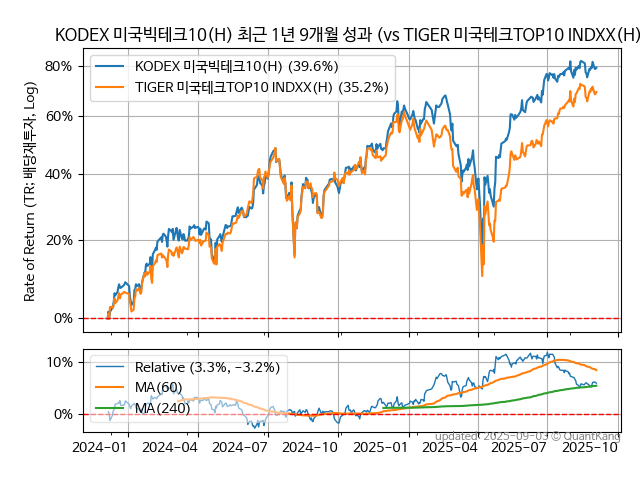 KODEX 미국빅테크10(H) 최근 1년 9개월 성과 (vs TIGER 미국테크TOP10 INDXX(H)
Rate of Return (TR: 배당재투자, Log)
80%
60%
40%
20%
0%
KODEX 미국빅테크10(H) (39.6%)
TIGER 미국테크TOP10 INDXX(H) (35.2%)
10%
0%
Relative (3.3%, -3.2%)
MA(60)
MA(240)
2024-01 2024-04 2024-07 2024-10 2025-01 2025-04 2025-07 2025-10
updated: 2025-09-03 © QuantKang